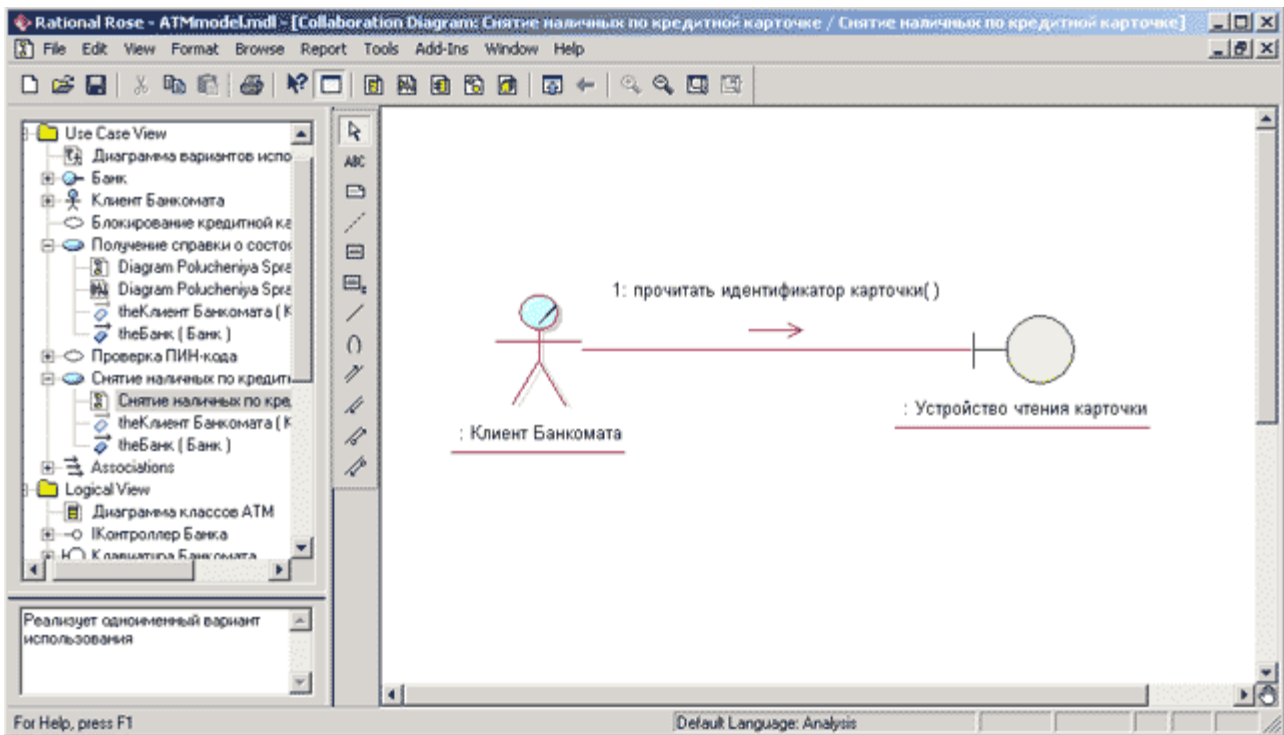 Rational Rose - ATMmodel.mdl - [Collaboration Diagram: Снятие наличных по кредитной карточке / Снятие наличных по кредитной карточке]
File Edit View Format Browse Report Tools Add-Ins Window Help
Use Case View
Диаграмма вариантов испо
Банк
Клиент Банкомата
Блокирование кредитной ка
Получение справки о состоя
Diagram Polucheniya Spra
Diagram Polucheniya Spra
theКлиент Банкомата ( К
theБанк ( Банк )
Проверка ПИН-кода
Снятие наличных по кредитн
Снятие наличных по кре
theКлиент Банкомата ( К
theБанк ( Банк )
Associations
Logical View
Диаграмма классов ATM
IКонтроллер Банка
Клавиатура Банкомата
ABC
1: прочитать идентификатор карточки( )
: Устройство чтения карточки
: Клиент Банкомата
Реализует одноименный вариант
использования
For Help, press F1
Default Language: Analysis